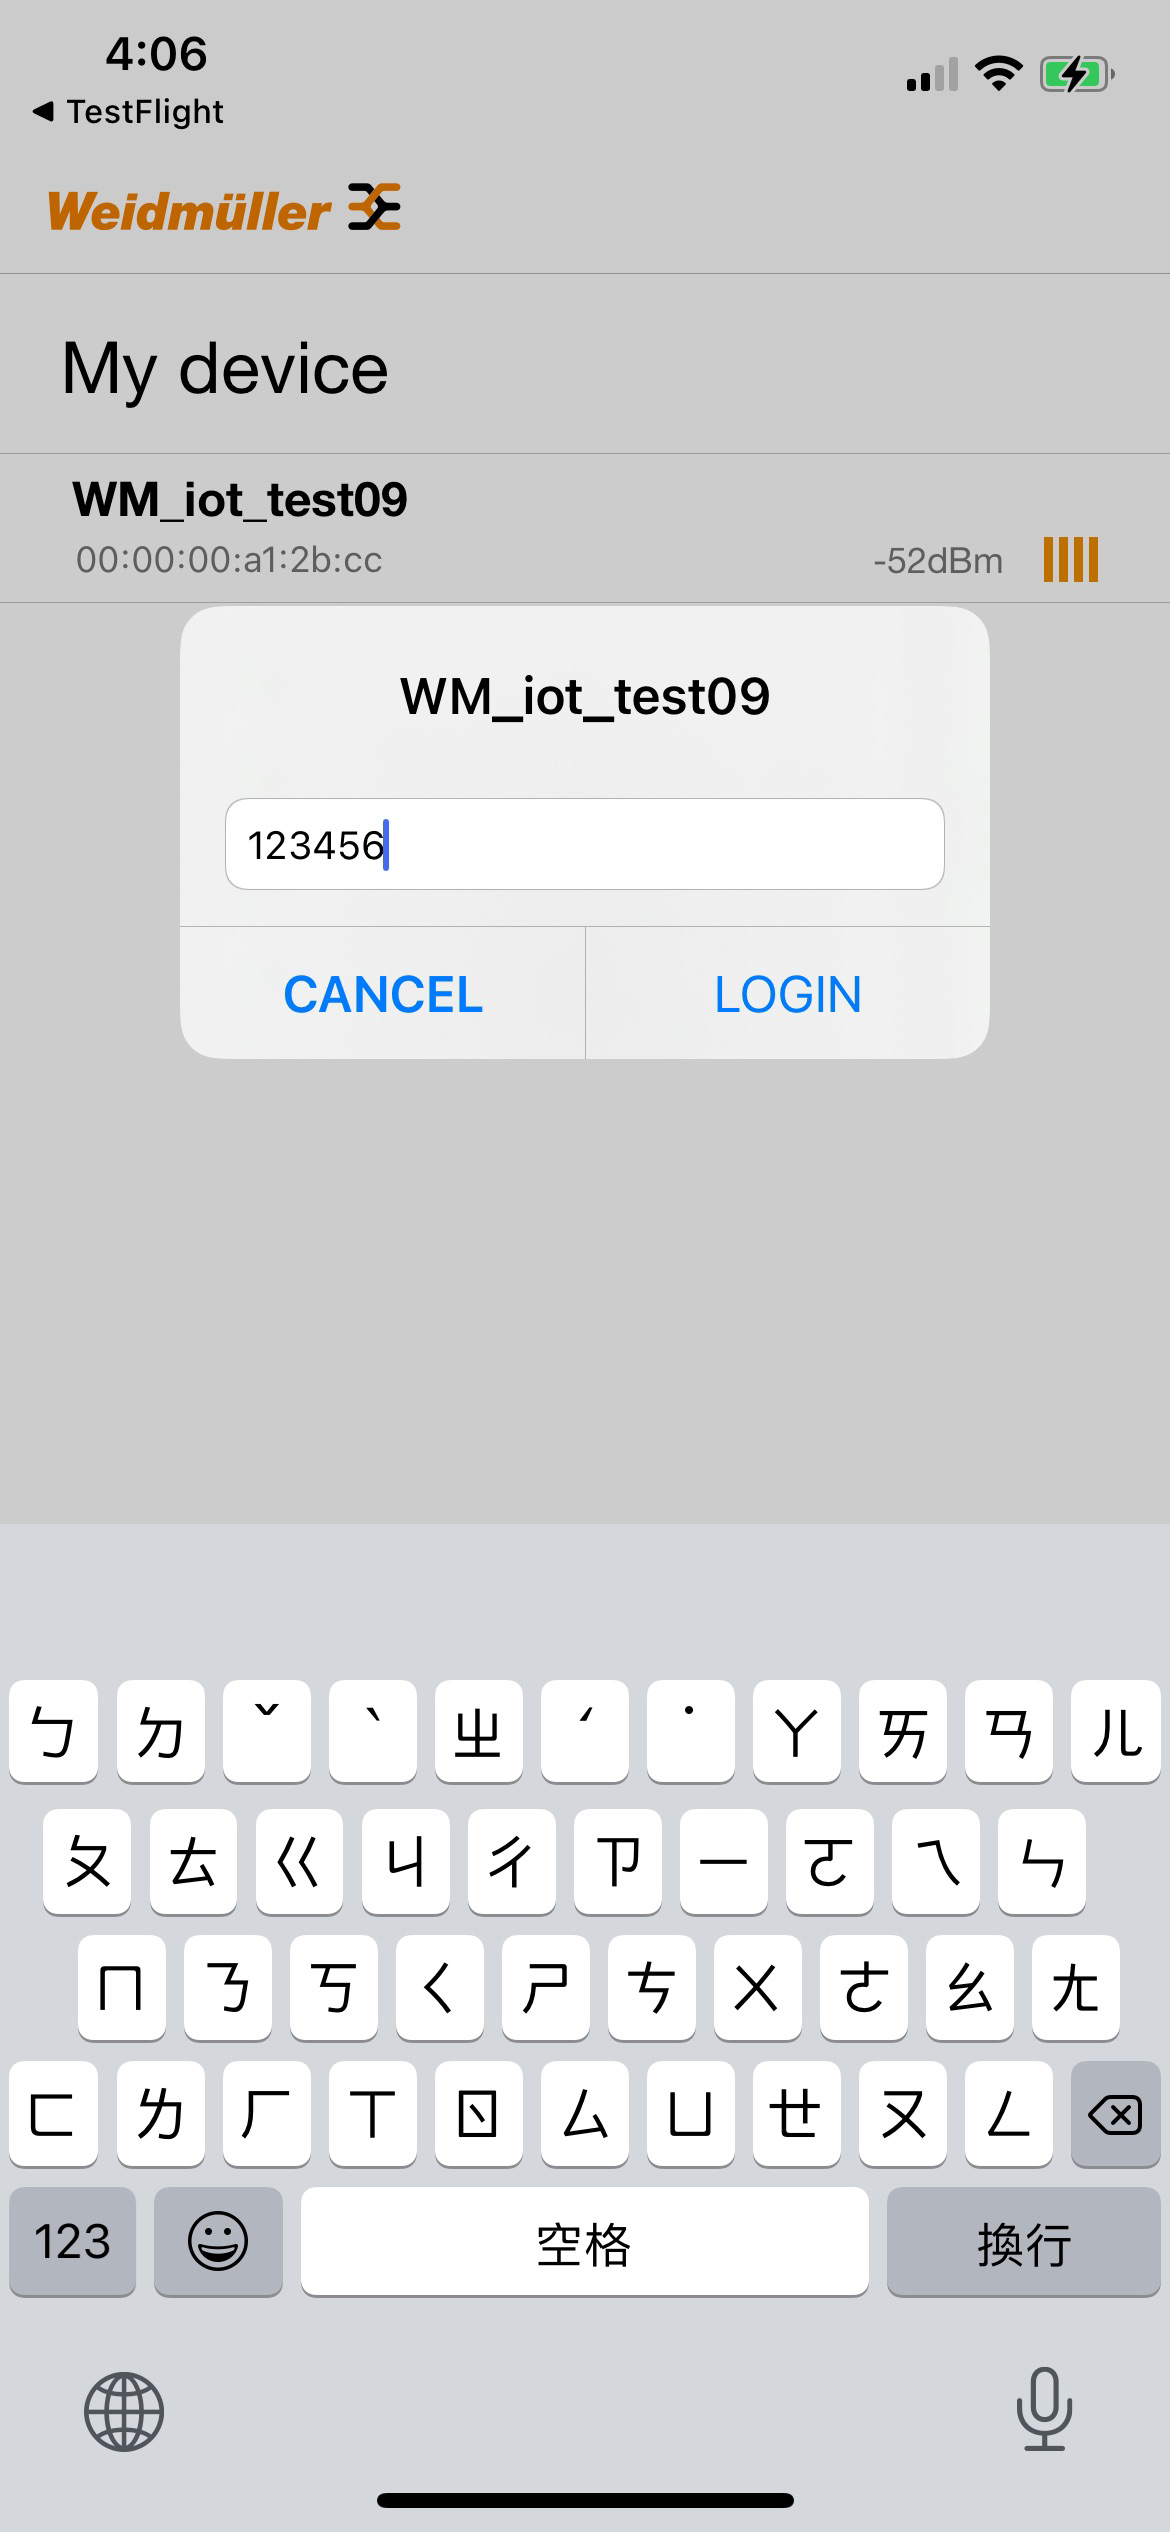 4:06
TestFlight
Weidmüller
My device
WM_iot_test09
00:00:00:a1:2b:cc
-52dBm
WM_iot_test09
123456
CANCEL
LOGIN
ㄅ ㄉ ˇ ˋ ㄓ ˊ ˙ ㄚ ㄞ ㄢ ㄦ
ㄆ ㄊ ㄍ ㄐ ㄔ ㄗ ㄧ ㄛ ㄟ ㄣ
ㄇ ㄋ ㄎ ㄑ ㄕ ㄘ ㄨ ㄜ ㄠ ㄤ
ㄈ ㄌ ㄏ ㄒ ㄖ ㄙ ㄩ ㄝ ㄡ ㄥ
123 空格 換行